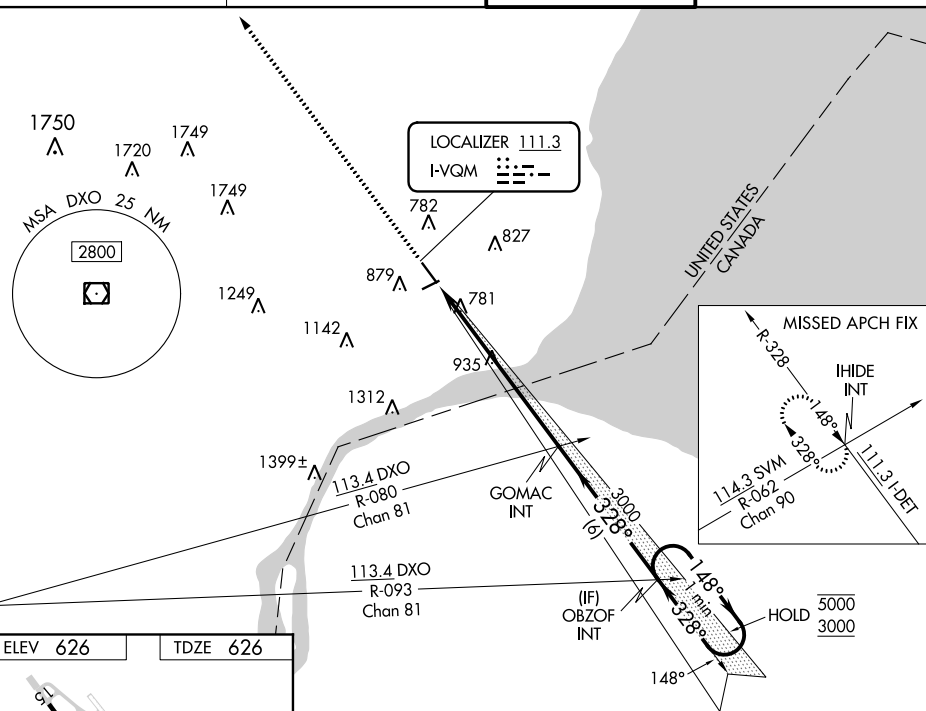 1750
1720
1749
1749
MSA DXO 25 NM
2800
LOCALIZER 111.3
I-VQM
782
827
879
781
1249
1142
935
1312
1399±
UNITED STATES
CANADA
MISSED APCH FIX
R-328
IHIDE
INT
148°
328°
114.3 SVM
R-062
Chan 90
111.3 I-DET
113.4 DXO
R-080
Chan 81
GOMAC
INT
3000
328°
(6)
113.4 DXO
R-093
Chan 81
(IF)
OBZOF
INT
148°
1 min
328°
HOLD
5000
3000
148°
ELEV 626
TDZE 626
15